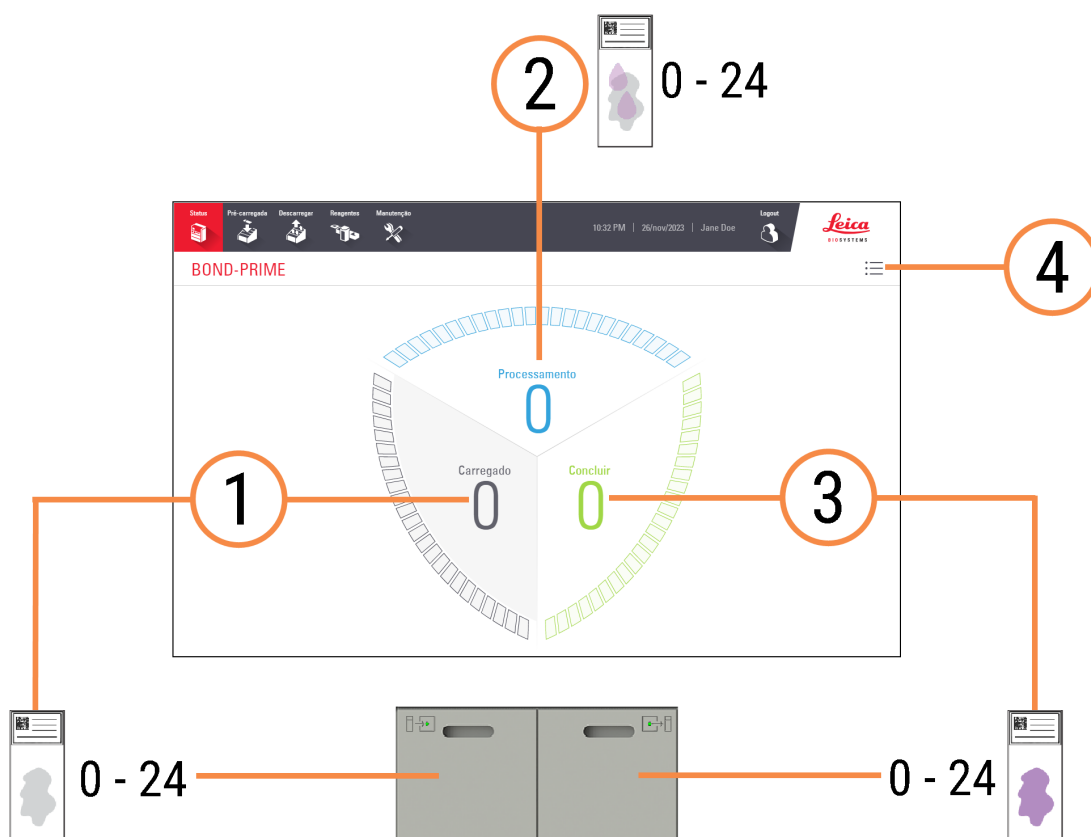 2
0 - 24
Status
Pré-carregada
Descarregar
Reagentes
Manutenção
10:32 PM | 26/nov/2023 | Jane Doe
Logout
Leica
BIOSYSTEMS
BOND-PRIME
4
Processamento
0
1
Carregado
0
Concluir
0
3
0 - 24
0 - 24